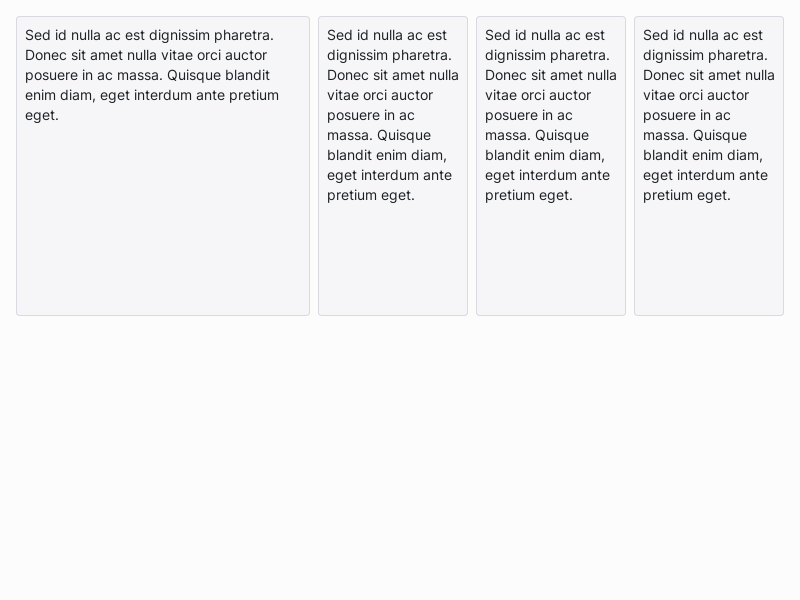 Sed id nulla ac est dignissim pharetra.
Donec sit amet nulla vitae orci auctor
posuere in ac massa. Quisque blandit
enim diam, eget interdum ante pretium
eget.
Sed id nulla ac est
dignissim pharetra.
Donec sit amet nulla
vitae orci auctor
posuere in ac
massa. Quisque
blandit enim diam,
eget interdum ante
pretium eget.
Sed id nulla ac est
dignissim pharetra.
Donec sit amet nulla
vitae orci auctor
posuere in ac
massa. Quisque
blandit enim diam,
eget interdum ante
pretium eget.
Sed id nulla ac est
dignissim pharetra.
Donec sit amet nulla
vitae orci auctor
posuere in ac
massa. Quisque
blandit enim diam,
eget interdum ante
pretium eget.